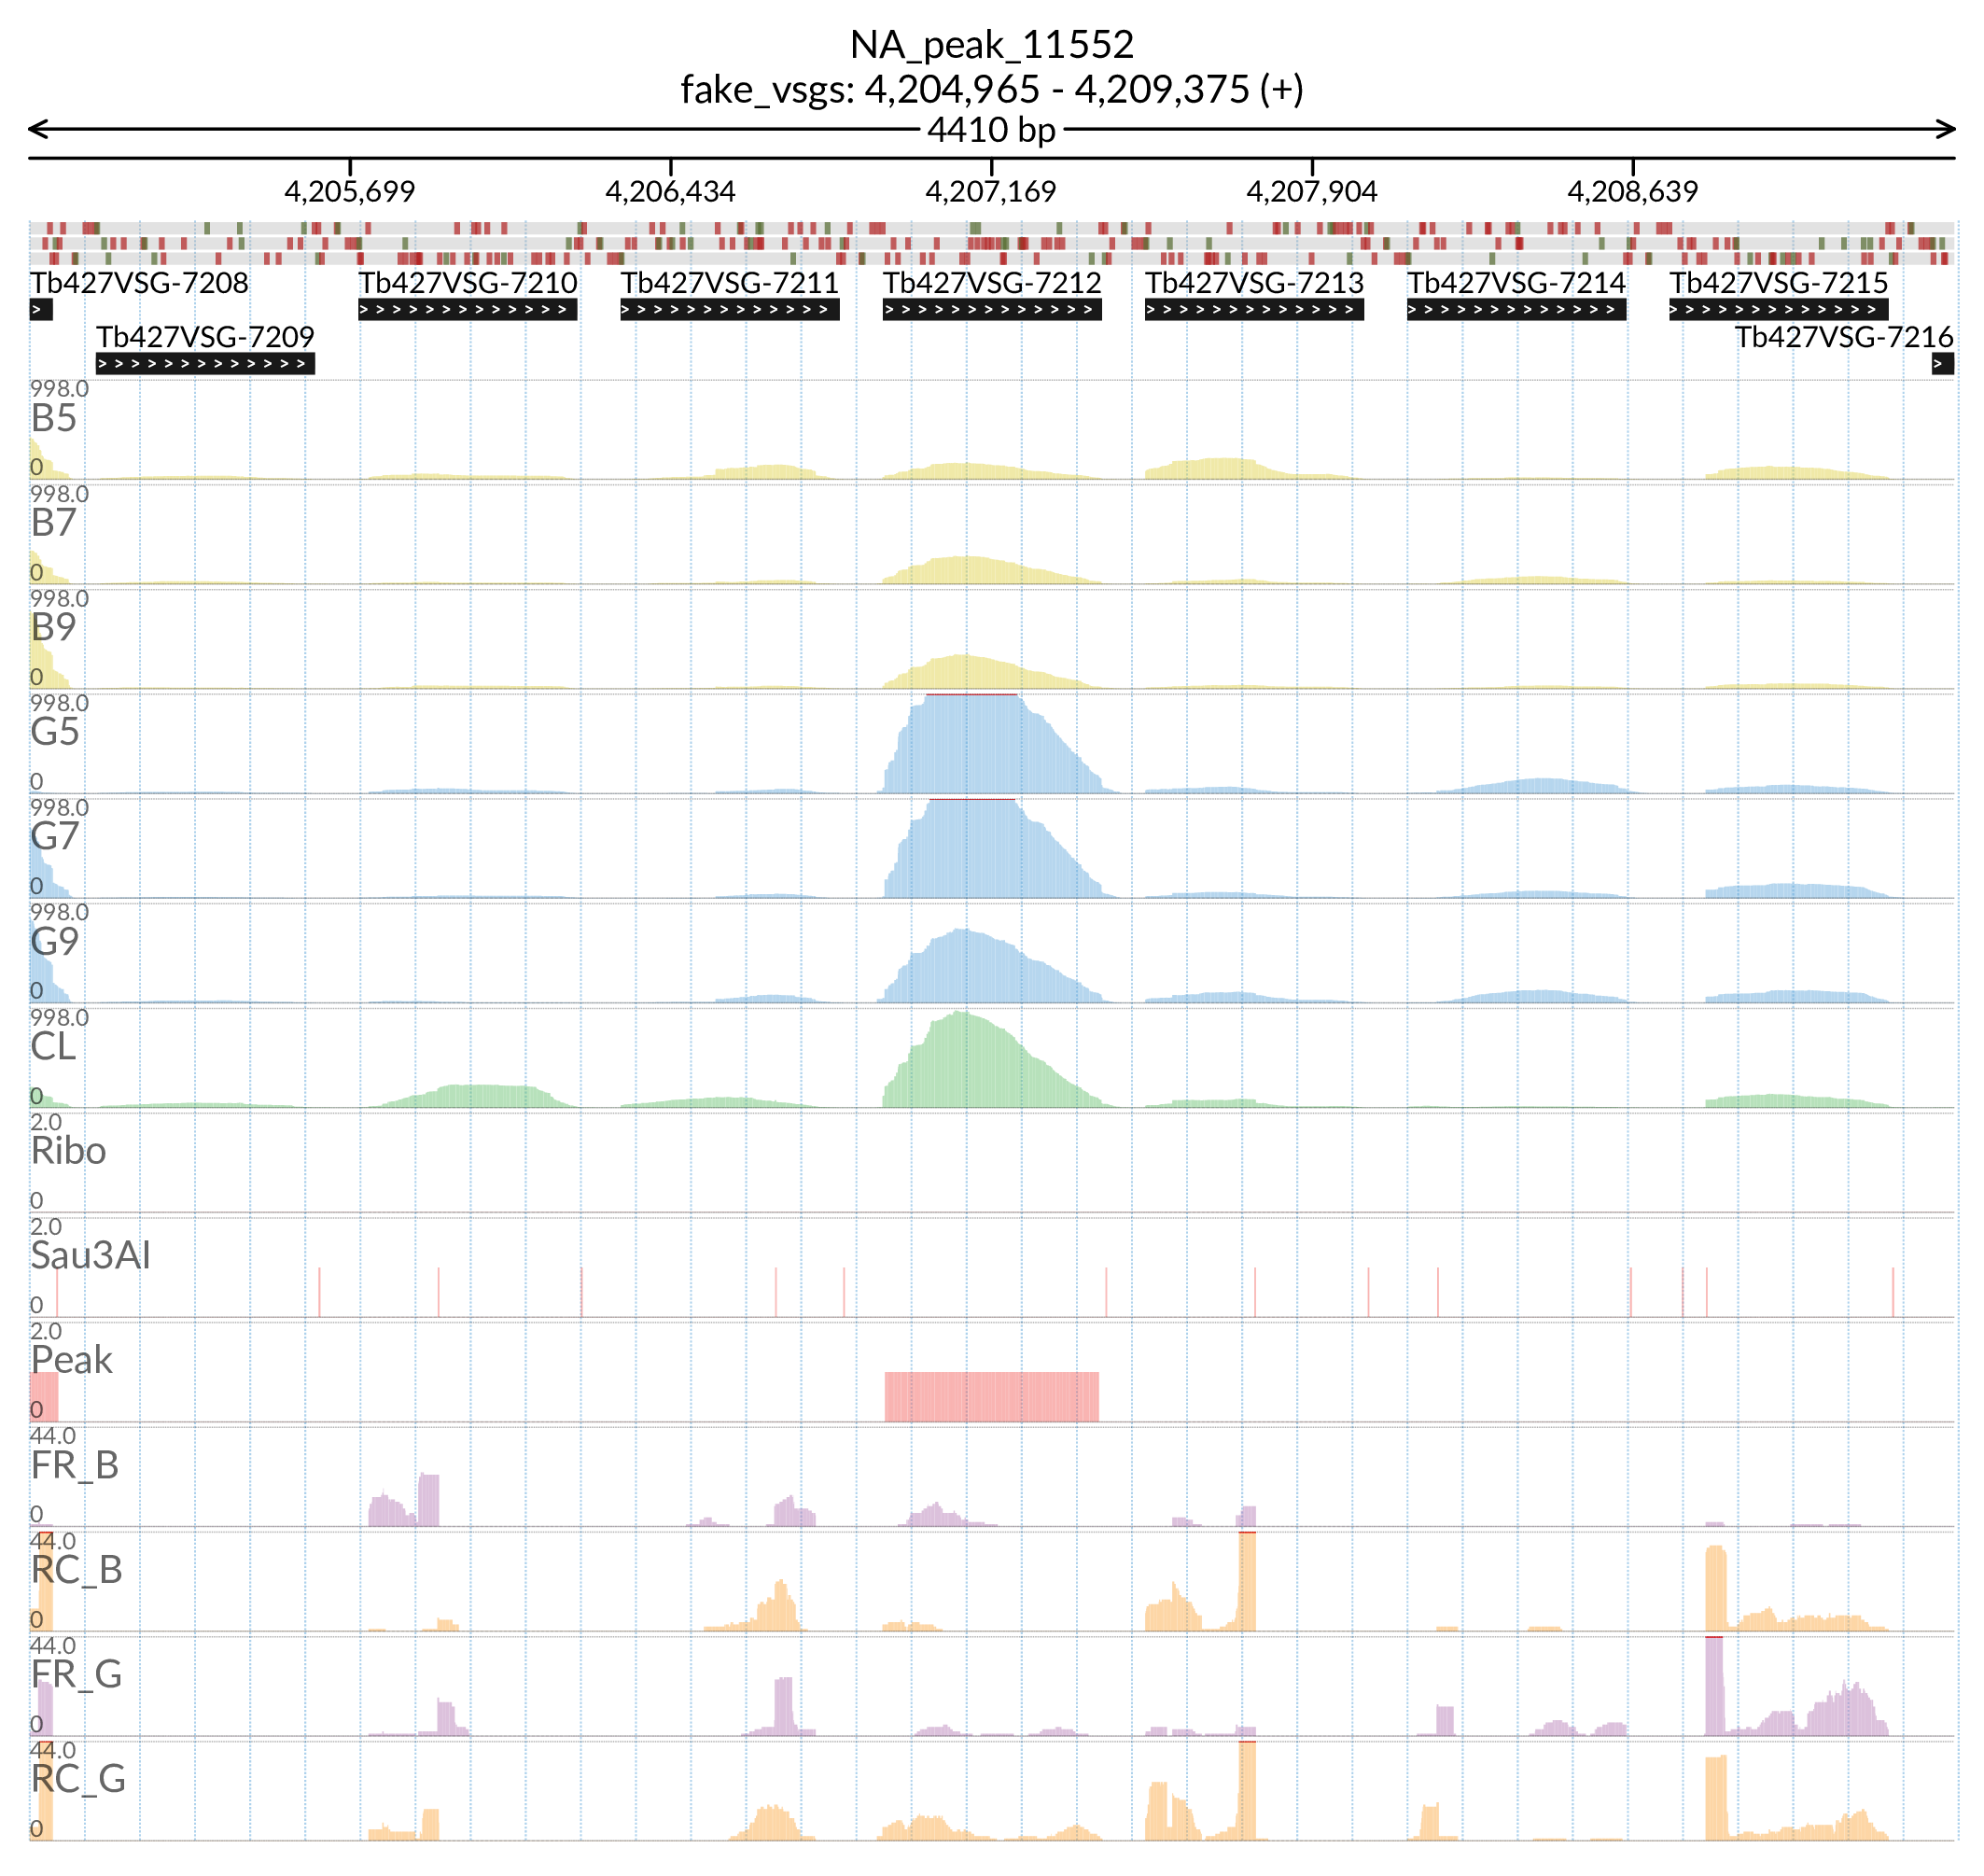 NA_peak_11552
fake_vsgs: 4,204,965 - 4,209,375 (+)
4410 bp
4,205,699 4,206,434 4,207,169 4,207,904 4,208,639
Tb427VSG-7208 Tb427VSG-7210 Tb427VSG-7211 Tb427VSG-7212 Tb427VSG-7213 Tb427VSG-7214 Tb427VSG-7215
Tb427VSG-7209 Tb427VSG-7216
998.0
B5
0
998.0
B7
0
998.0
B9
0
998.0
G5
0
998.0
G7
0
998.0
G9
0
998.0
CL
0
2.0
Ribo
0
2.0
Sau3AI
0
2.0
Peak
0
44.0
FR_B
0
44.0
RC_B
0
44.0
FR_G
0
44.0
RC_G
0